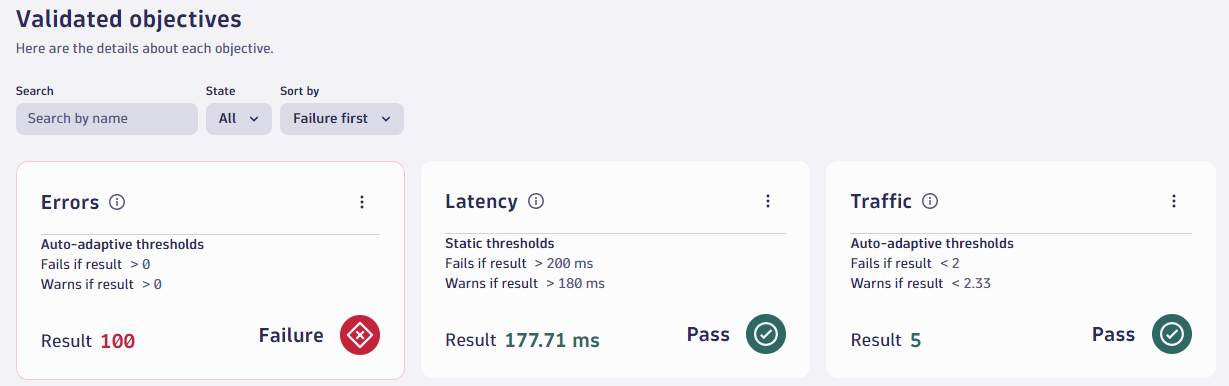 Validated objectives
Here are the details about each objective.
Search
State
Sort by
Search by name
All
Failure first
Errors
Auto-adaptive thresholds
Fails if result > 0
Warns if result > 0
Result 100
Failure
Latency
Static thresholds
Fails if result > 200 ms
Warns if result > 180 ms
Result 177.71 ms
Pass
Traffic
Auto-adaptive thresholds
Fails if result < 2
Warns if result < 2.33
Result 5
Pass